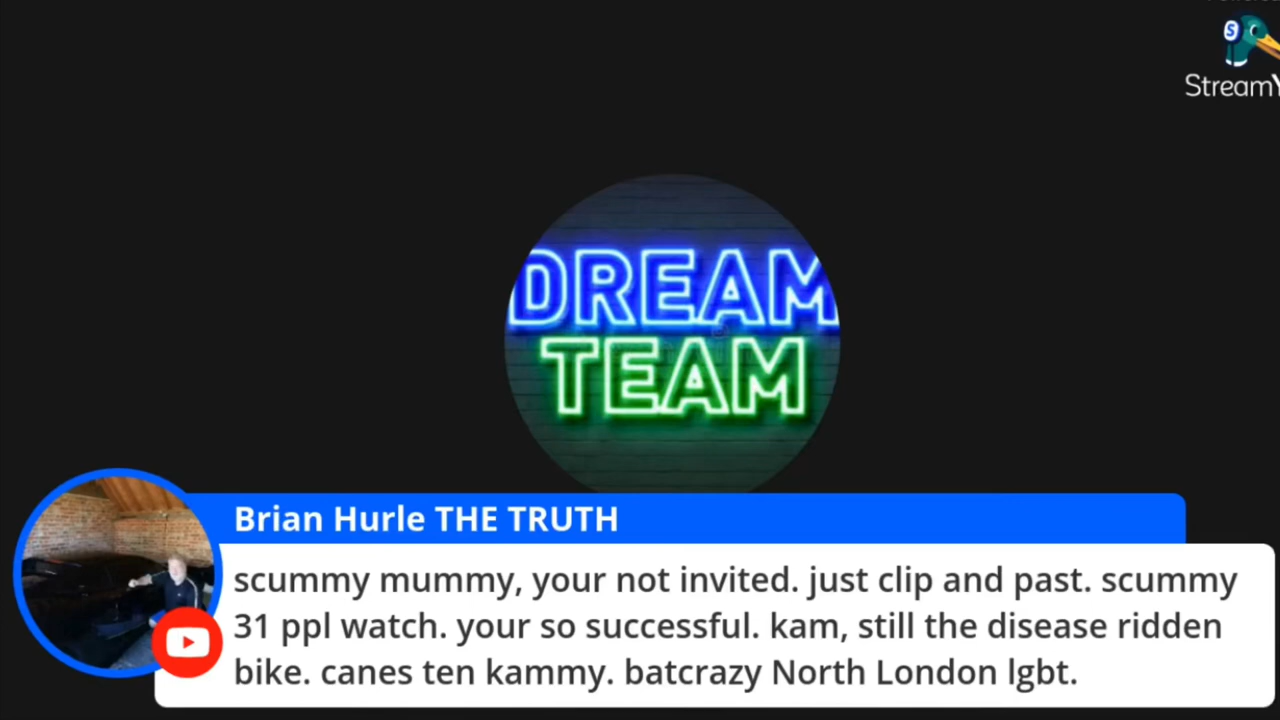 StreamY
DREAM
TEAM
Brian Hurle THE TRUTH
scummy mummy, your not invited. just clip and past. scummy
31 ppl watch. your so successful. kam, still the disease ridden
bike. canes ten kammy. batcrazy North London lgbt.